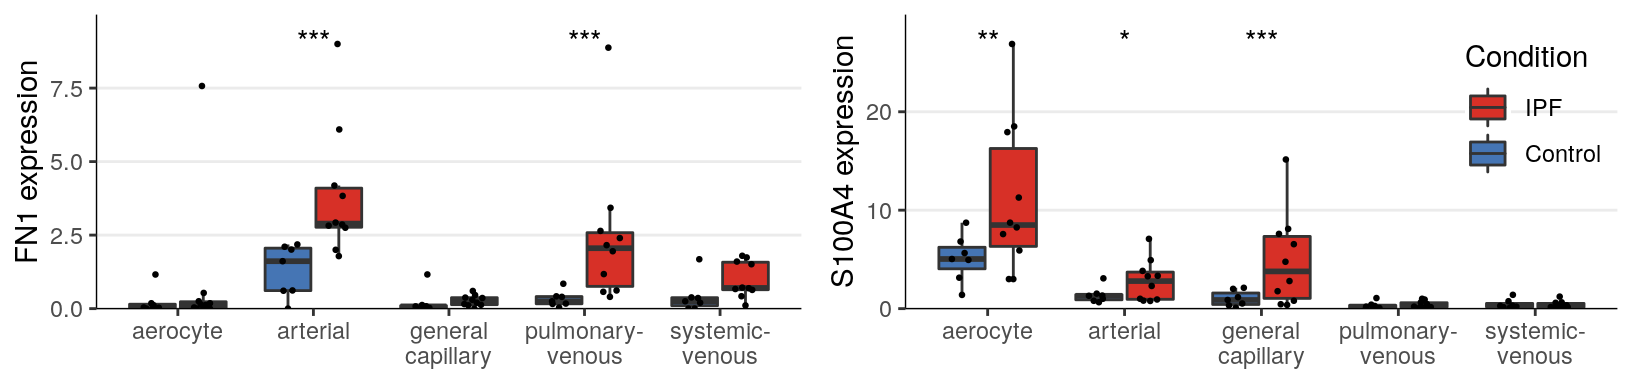 FN1 expression
7.5
5.0
2.5
0.0
***
***
aerocyte
arterial
general
capillary
pulmonary-
venous
systemic-
venous
S100A4 expression
20
10
0
**
*
***
aerocyte
arterial
general
capillary
pulmonary-
venous
systemic-
venous
Condition
IPF
Control